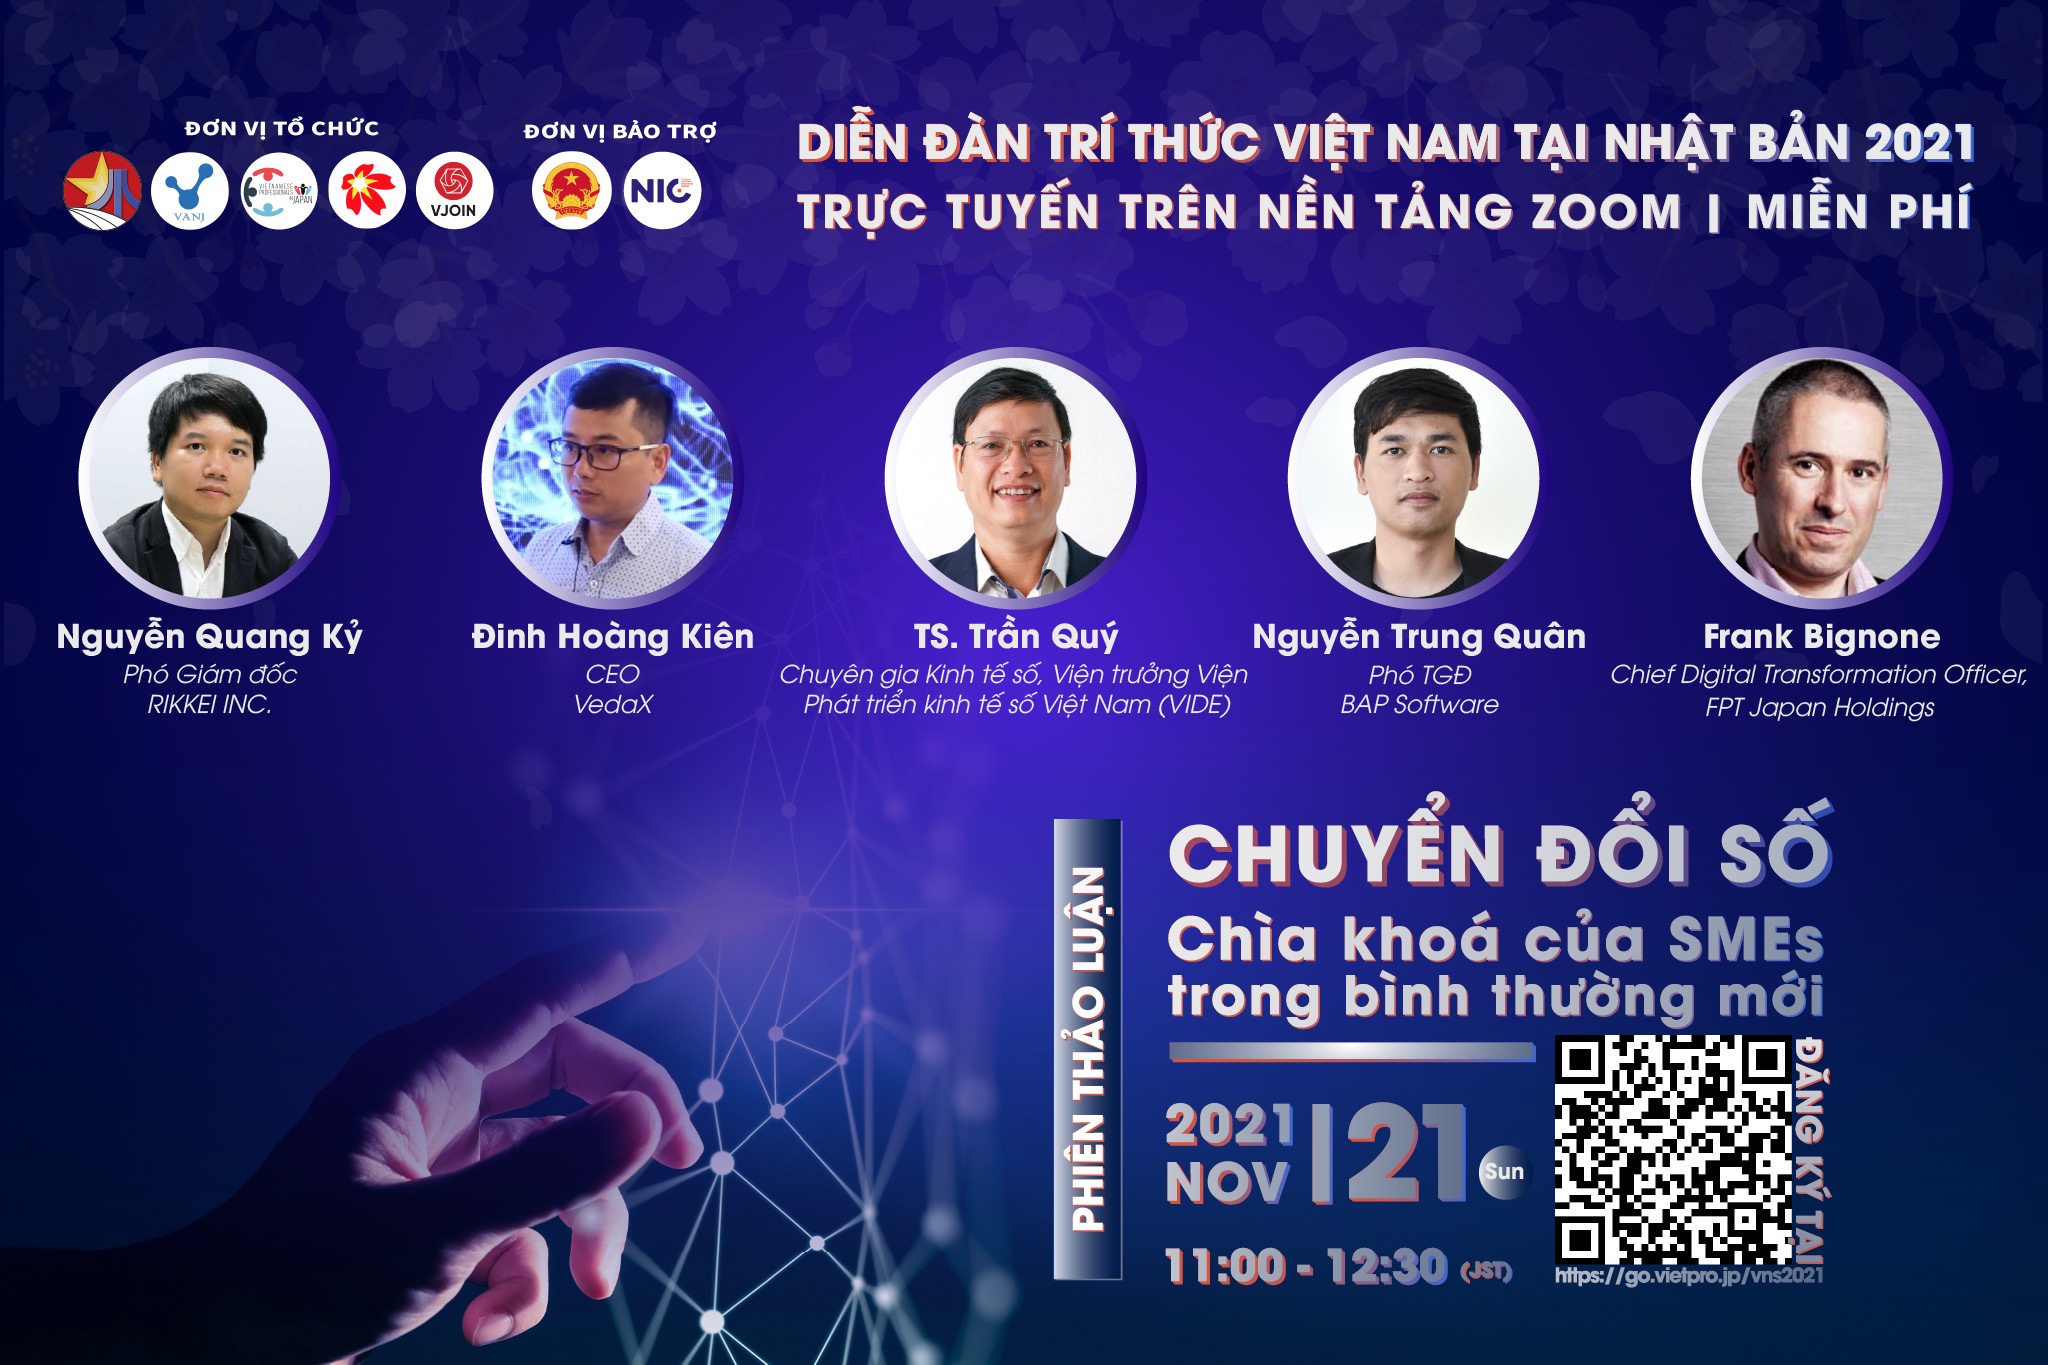 ĐƠN VỊ TỔ CHỨC
VANJ
VIETNAMESE
PROFESSIONALS
IN JAPAN
VJOIN
ĐƠN VỊ BẢO TRỢ
NIC
DIỄN ĐÀN TRÍ THỨC VIỆT NAM TẠI NHẬT BẢN 2021
TRỰC TUYẾN TRÊN NỀN TẢNG ZOOM | MIỄN PHÍ
Nguyễn Quang Kỷ
Phó Giám đốc
RIKKEI INC.
Đinh Hoàng Kiên
CEO
VedaX
TS. Trần Quý
Chuyên gia Kinh tế số, Viện trưởng Viện
Phát triển kinh tế số Việt Nam (VIDE)
Nguyễn Trung Quân
Phó TGĐ
BAP Software
Frank Bignone
Chief Digital Transformation Officer,
FPT Japan Holdings
PHIÊN THẢO LUẬN
CHUYỂN ĐỔI SỐ
Chìa khoá của SMEs
trong bình thường mới
2021
NOV
21
Sun
11:00 - 12:30 (JST)
ĐĂNG KÝ TẠI
https://go.vietpro.jp/vns2021